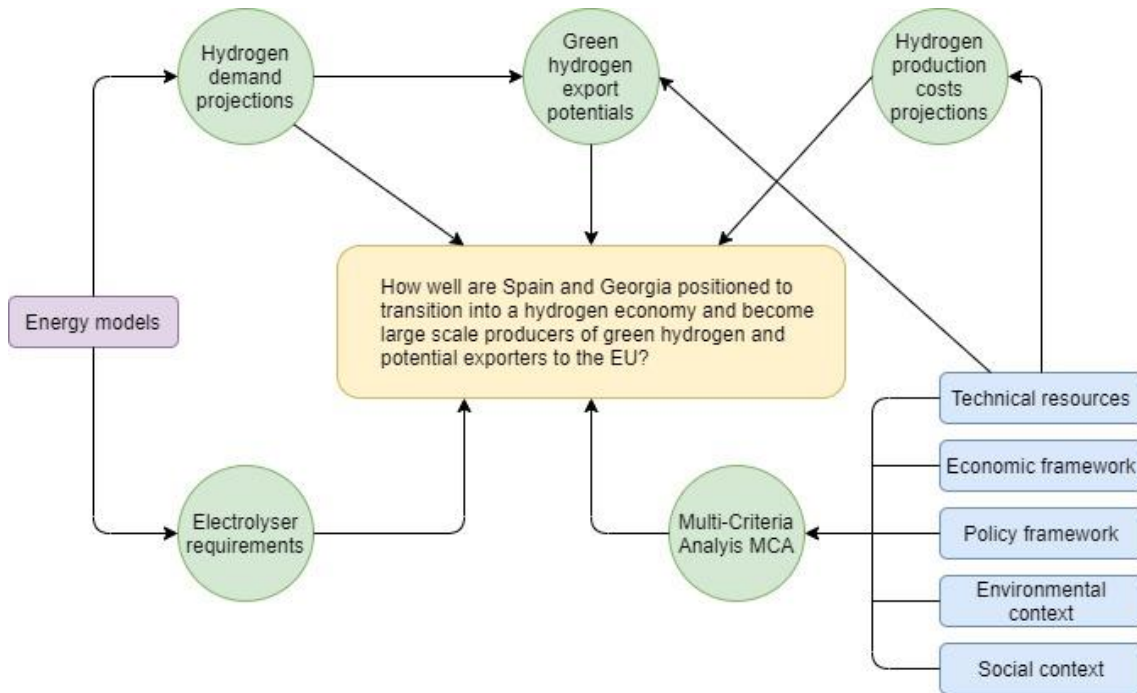 Hydrogen
demand
projections
Green
hydrogen
export
potentials
Hydrogen
production
costs
projections
How well are Spain and Georgia positioned to
transition into a hydrogen economy and become
large scale producers of green hydrogen and
potential exporters to the EU?
Energy models
Technical resources
Economic framework
Electrolyser
requirements
Multi-Criteria
Analyis MCA
Policy framework
Environmental
context
Social context